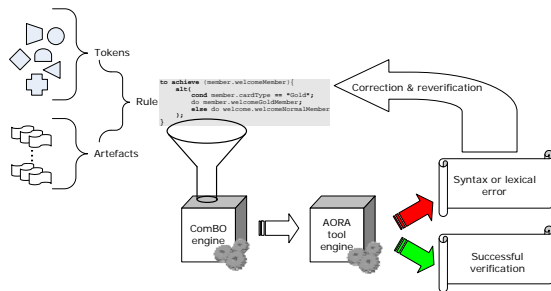 Tokens
Rule
Artefacts
to achieve (member.welcomeMember){
alt(
cond member.cardType == "Gold";
do member.welcomeGoldMember;
else do welcome.welcomeNormalMember
);
}
Correction & reverification
ComBO
engine
AORA
tool
engine
Syntax or lexical
error
Successful
verification